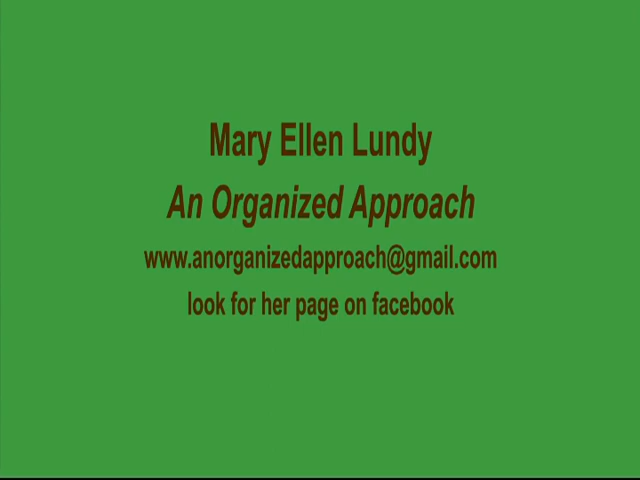 Mary Ellen Lundy
An Organized Approach
www.anorganizedapproach@gmail.com
look for her page on facebook